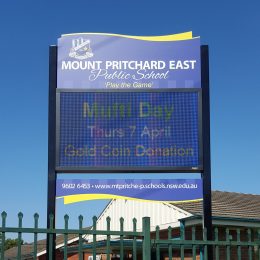 MOUNT PRITCHARD EAST
Public School
'Play the Game'
Multi Day
Thurs 7 April
Gold Coin Donation
9602 6453 • www.mtpritche-p.schools.nsw.edu.au